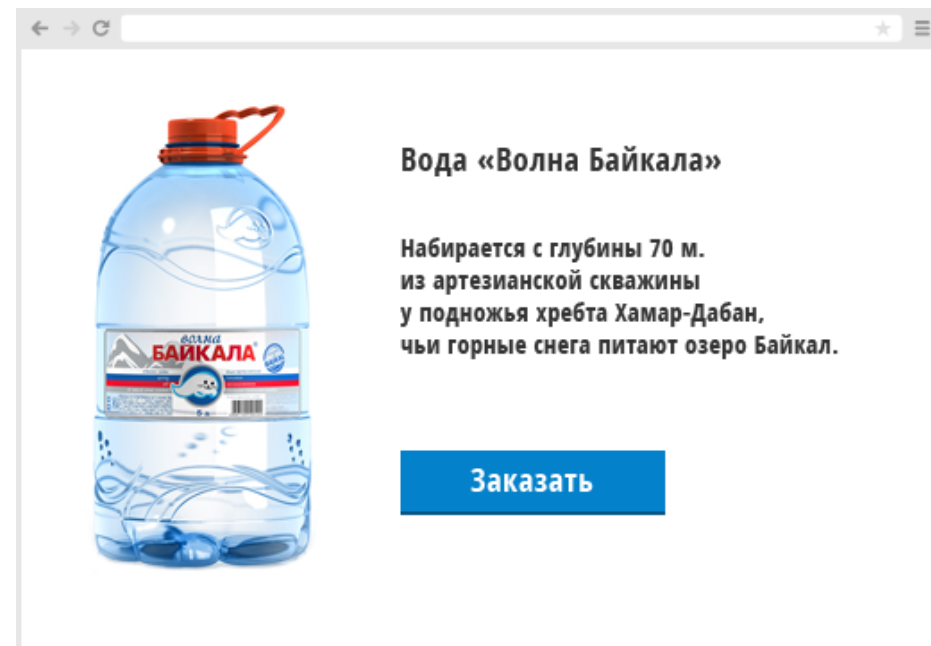 Вода «Волна Байкала»
Набирается с глубины 70 м.
из артезианской скважины
у подножья хребта Хамар-Дабан,
чьи горные снега питают озеро Байкал.
волна
БАЙКАЛА
5 л
Заказать